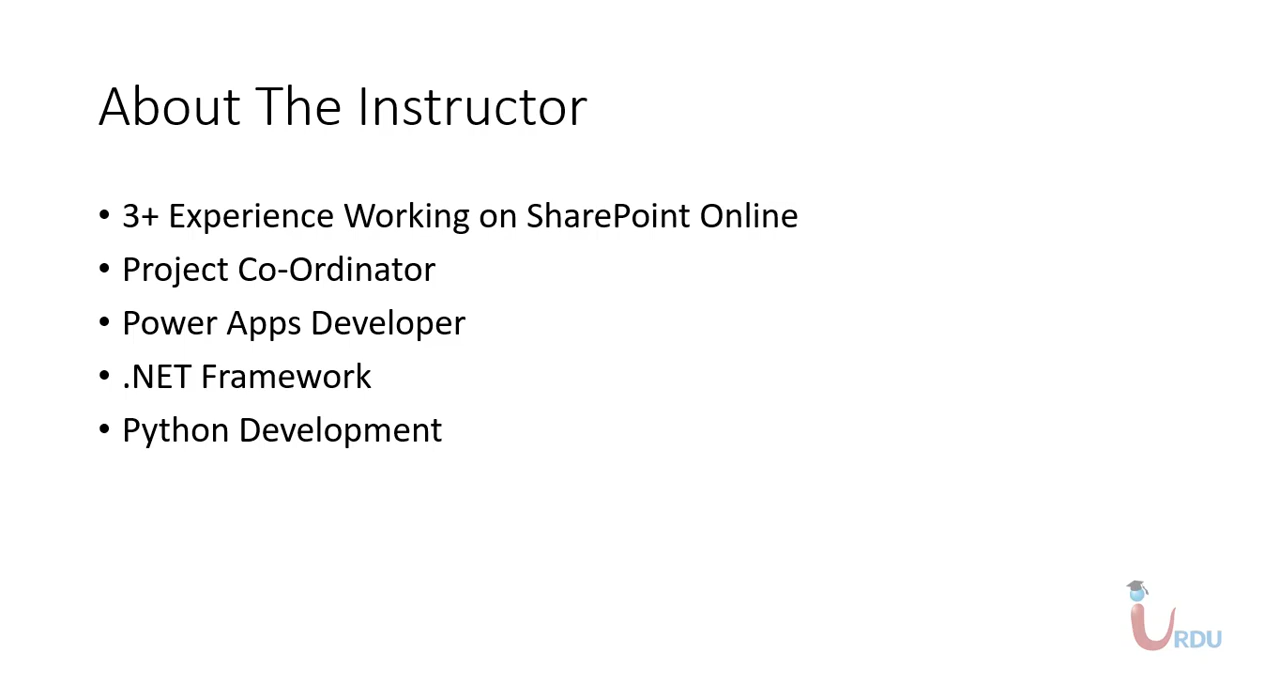 About The Instructor
• 3+ Experience Working on SharePoint Online
• Project Co-Ordinator
• Power Apps Developer
• .NET Framework
• Python Development
URDU